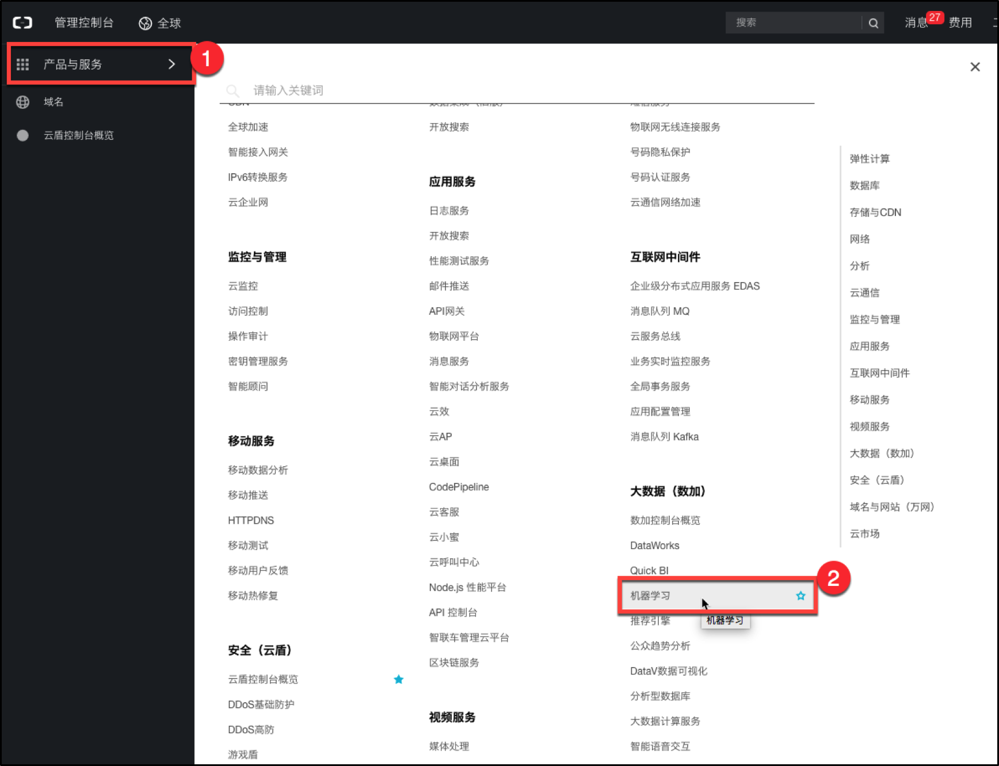 管理控制台
全球
搜索
消息
27
费用
产品与服务
1
域名
云盾控制台概览
请输入关键词
CDN
全球加速
智能接入网关
IPv6转换服务
云企业网
监控与管理
云监控
访问控制
操作审计
密钥管理服务
智能顾问
移动服务
移动数据分析
移动推送
HTTPDNS
移动测试
移动用户反馈
移动热修复
安全（云盾）
云盾控制台概览
DDoS基础防护
DDoS高防
游戏盾
数据集成（旧版）
开放搜索
应用服务
日志服务
开放搜索
性能测试服务
邮件推送
API网关
物联网平台
消息服务
智能对话分析服务
云效
云AP
云桌面
CodePipeline
云客服
云小蜜
云呼叫中心
Node.js 性能平台
API 控制台
智联车管理云平台
区块链服务
视频服务
媒体处理
短信服务
物联网无线连接服务
号码隐私保护
号码认证服务
云通信网络加速
互联网中间件
企业级分布式应用服务 EDAS
消息队列 MQ
云服务总线
业务实时监控服务
全局事务服务
应用配置管理
消息队列 Kafka
大数据（数加）
数加控制台概览
DataWorks
Quick BI
机器学习
2
推荐引擎
机器学习
公众趋势分析
DataV数据可视化
分析型数据库
大数据计算服务
智能语音交互
弹性计算
数据库
存储与CDN
网络
分析
云通信
监控与管理
应用服务
互联网中间件
移动服务
视频服务
大数据（数加）
安全（云盾）
域名与网站（万网）
云市场